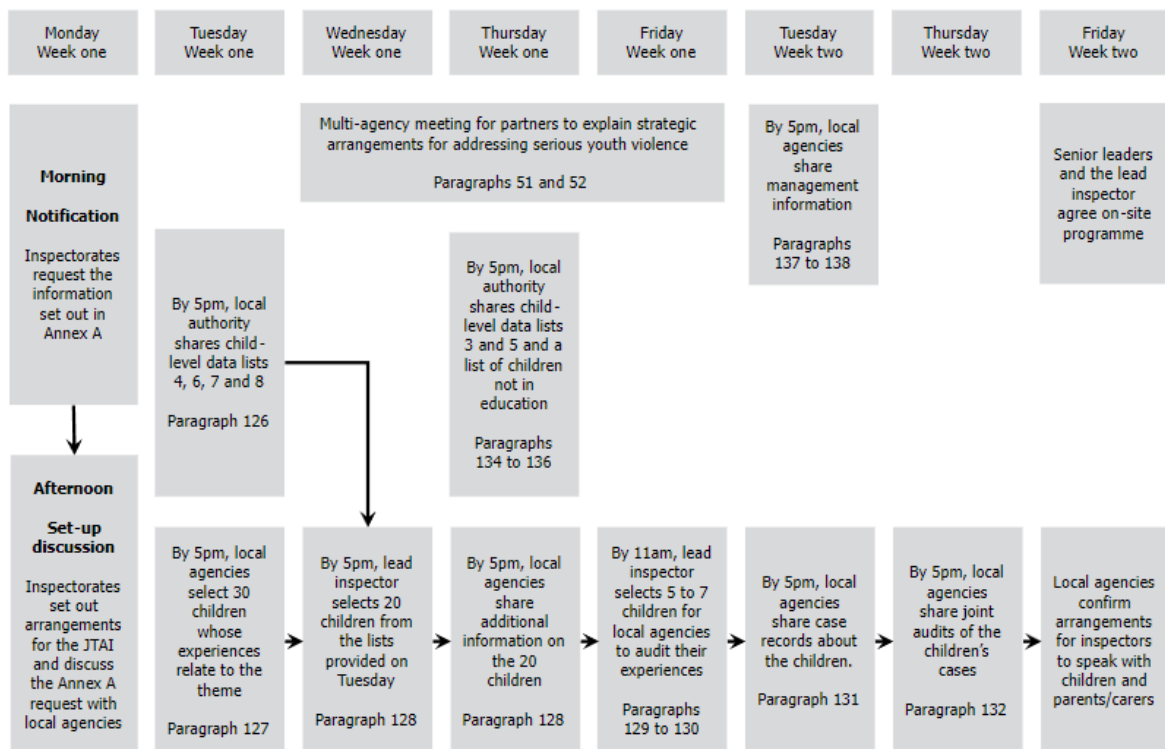 Monday
Week one
Tuesday
Week one
Wednesday
Week one
Thursday
Week one
Friday
Week one
Tuesday
Week two
Thursday
Week two
Friday
Week two
Morning
Notification
Inspectorates
request the
information
set out in
Annex A
Multi-agency meeting for partners to explain strategic
arrangements for addressing serious youth violence
Paragraphs 51 and 52
By 5pm, local
agencies
share
management
information
Paragraphs
137 to 138
Senior leaders
and the lead
inspector
agree on-site
programme
By 5pm, local
authority
shares child-
level data lists
4, 6, 7 and 8
Paragraph 126
By 5pm, local
authority
shares child-
level data lists
3 and 5 and a
list of children
not in
education
Paragraphs
134 to 136
Afternoon
Set-up
discussion
Inspectorates
set out
arrangements
for the JTAI
and discuss
the Annex A
request with
local agencies
By 5pm, local
agencies
select 30
children
whose
experiences
relate to the
theme
Paragraph 127
By 5pm, lead
inspector
selects 20
children from
the lists
provided on
Tuesday
Paragraph 128
By 5pm, local
agencies
share
additional
information on
the 20
children
Paragraph 128
By 11am, lead
inspector
selects 5 to 7
children for
local agencies
to audit their
experiences
Paragraphs
129 to 130
By 5pm, local
agencies
share case
records about
the children.
Paragraph 131
By 5pm, local
agencies
share joint
audits of the
children's
cases
Paragraph 132
Local agencies
confirm
arrangements
for inspectors
to speak with
children and
parents/carers